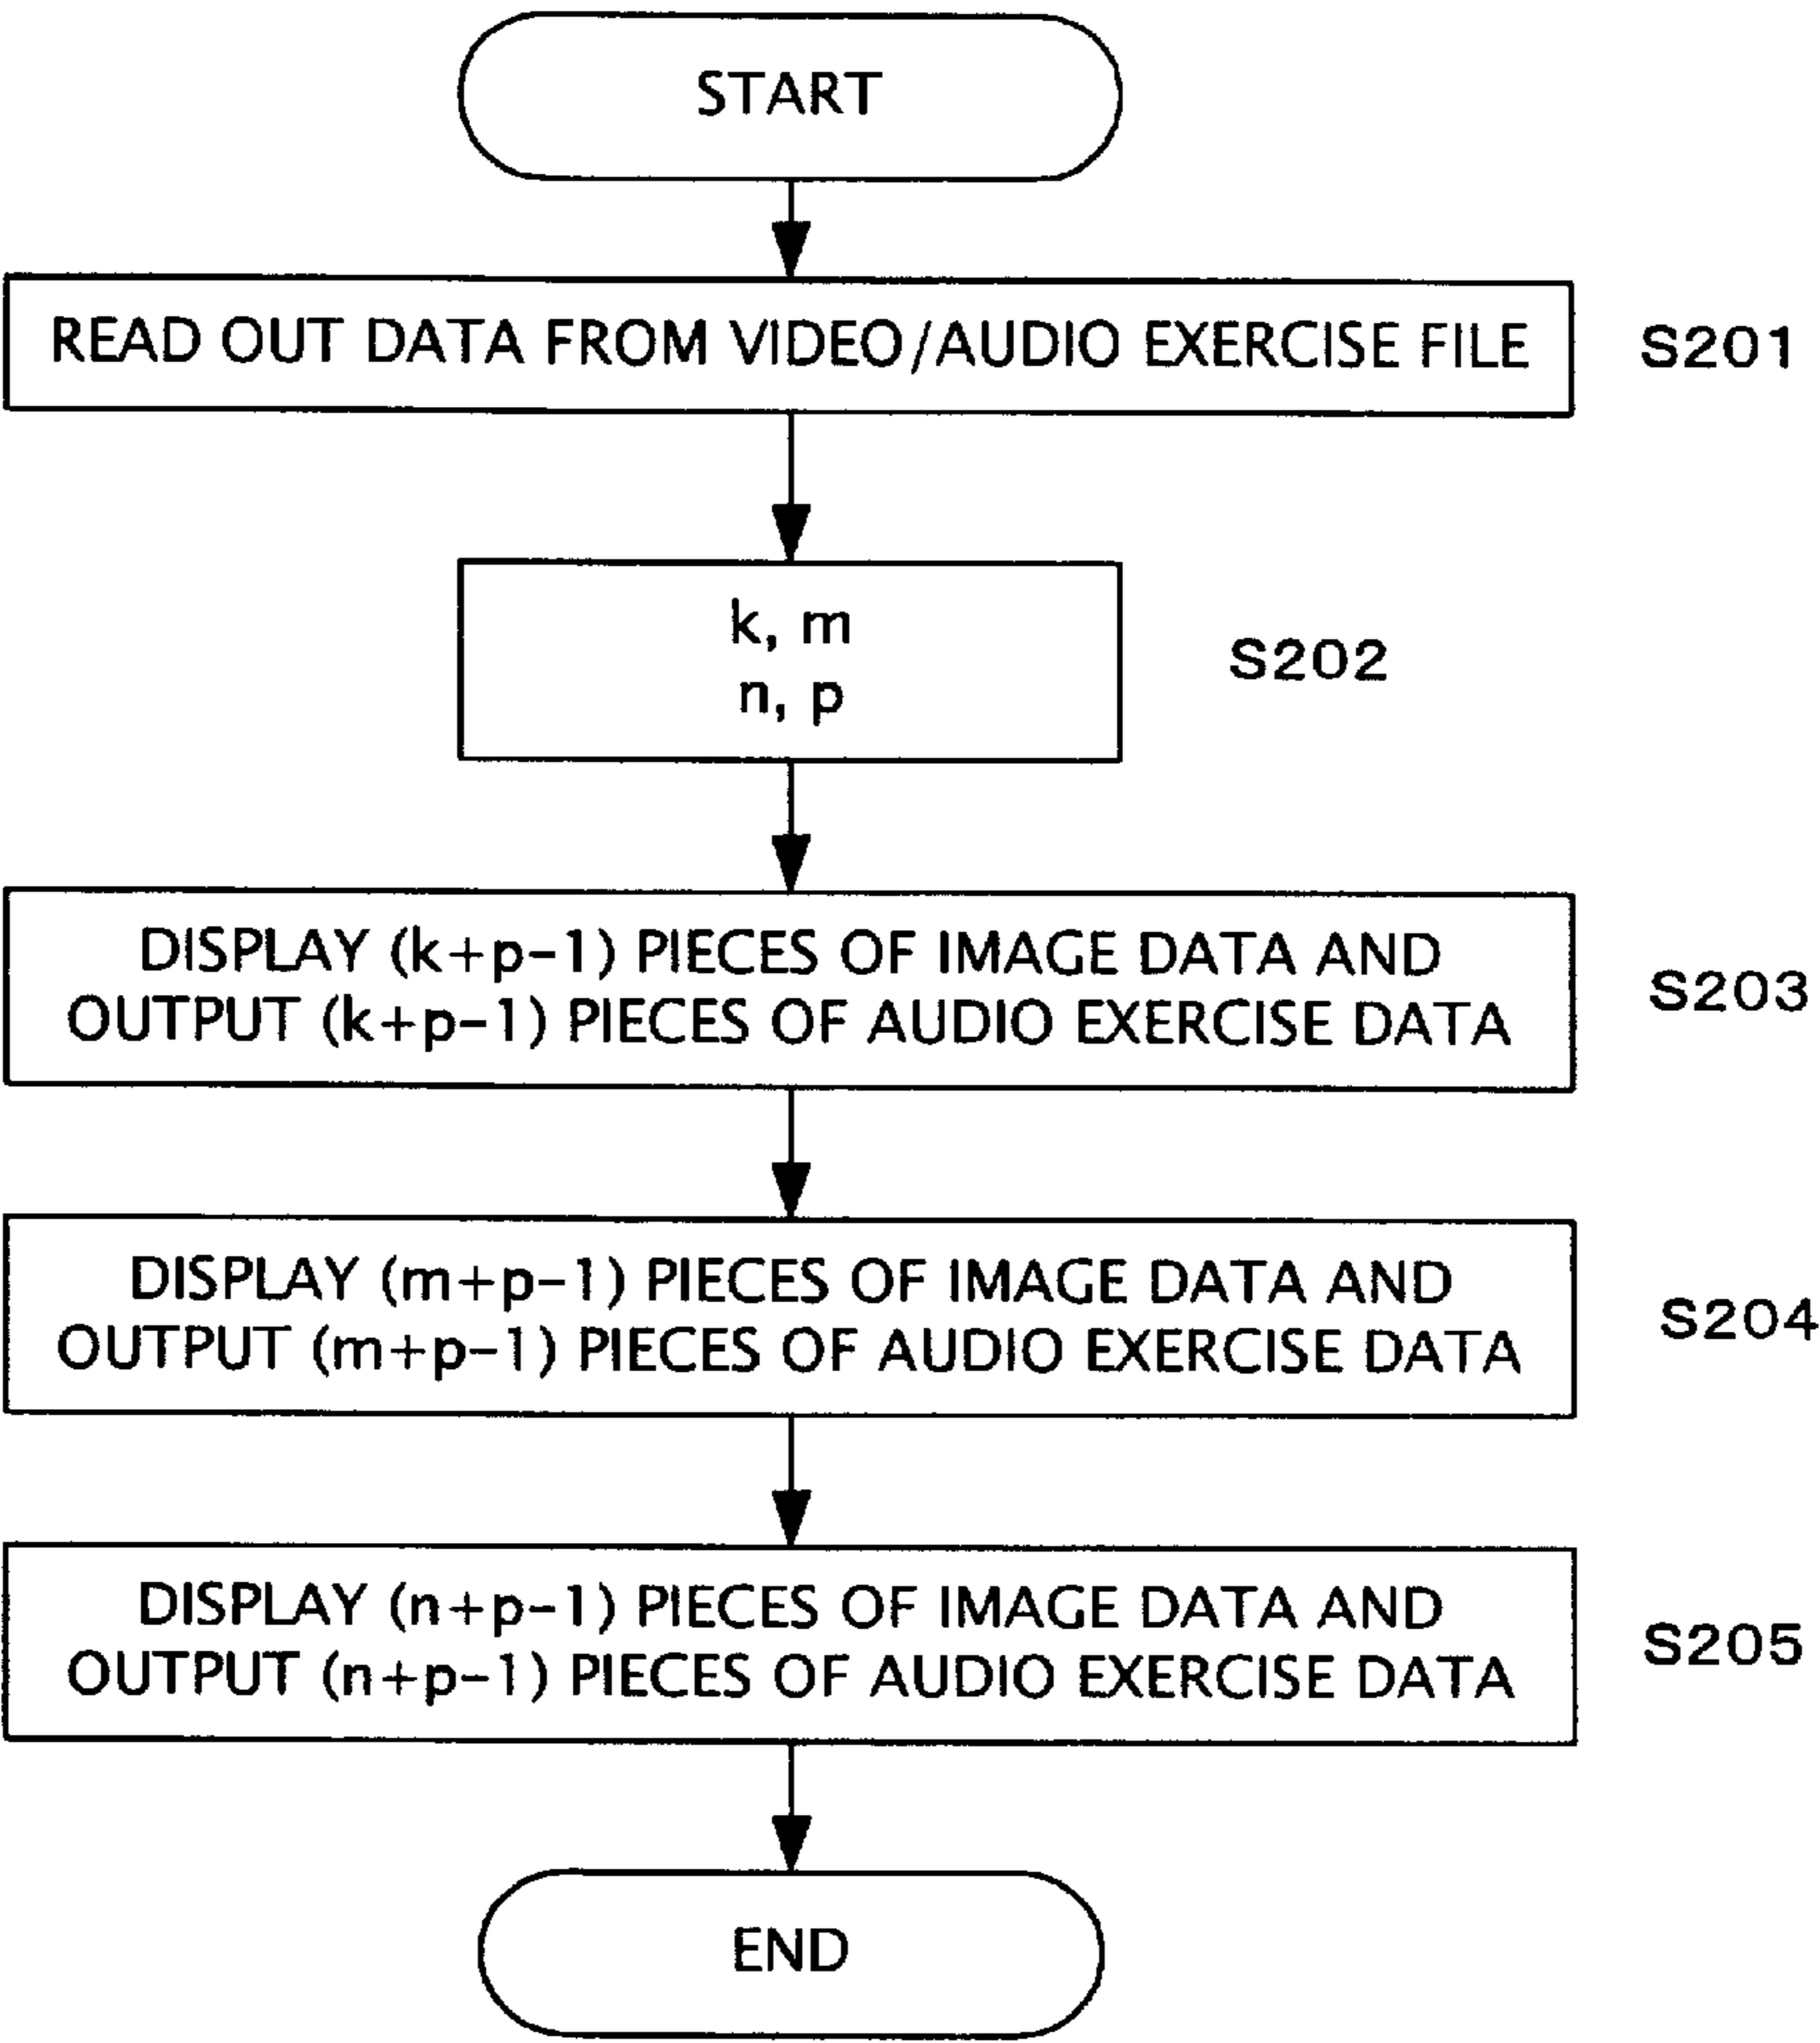 START
READ OUT DATA FROM VIDEO/AUDIO EXERCISE FILE
S201
k, m
n, p
S202
DISPLAY (k+p-1) PIECES OF IMAGE DATA AND
OUTPUT (k+p-1) PIECES OF AUDIO EXERCISE DATA
S203
DISPLAY (m+p-1) PIECES OF IMAGE DATA AND
OUTPUT (m+p-1) PIECES OF AUDIO EXERCISE DATA
S204
DISPLAY (n+p-1) PIECES OF IMAGE DATA AND
OUTPUT (n+p-1) PIECES OF AUDIO EXERCISE DATA
S205
END